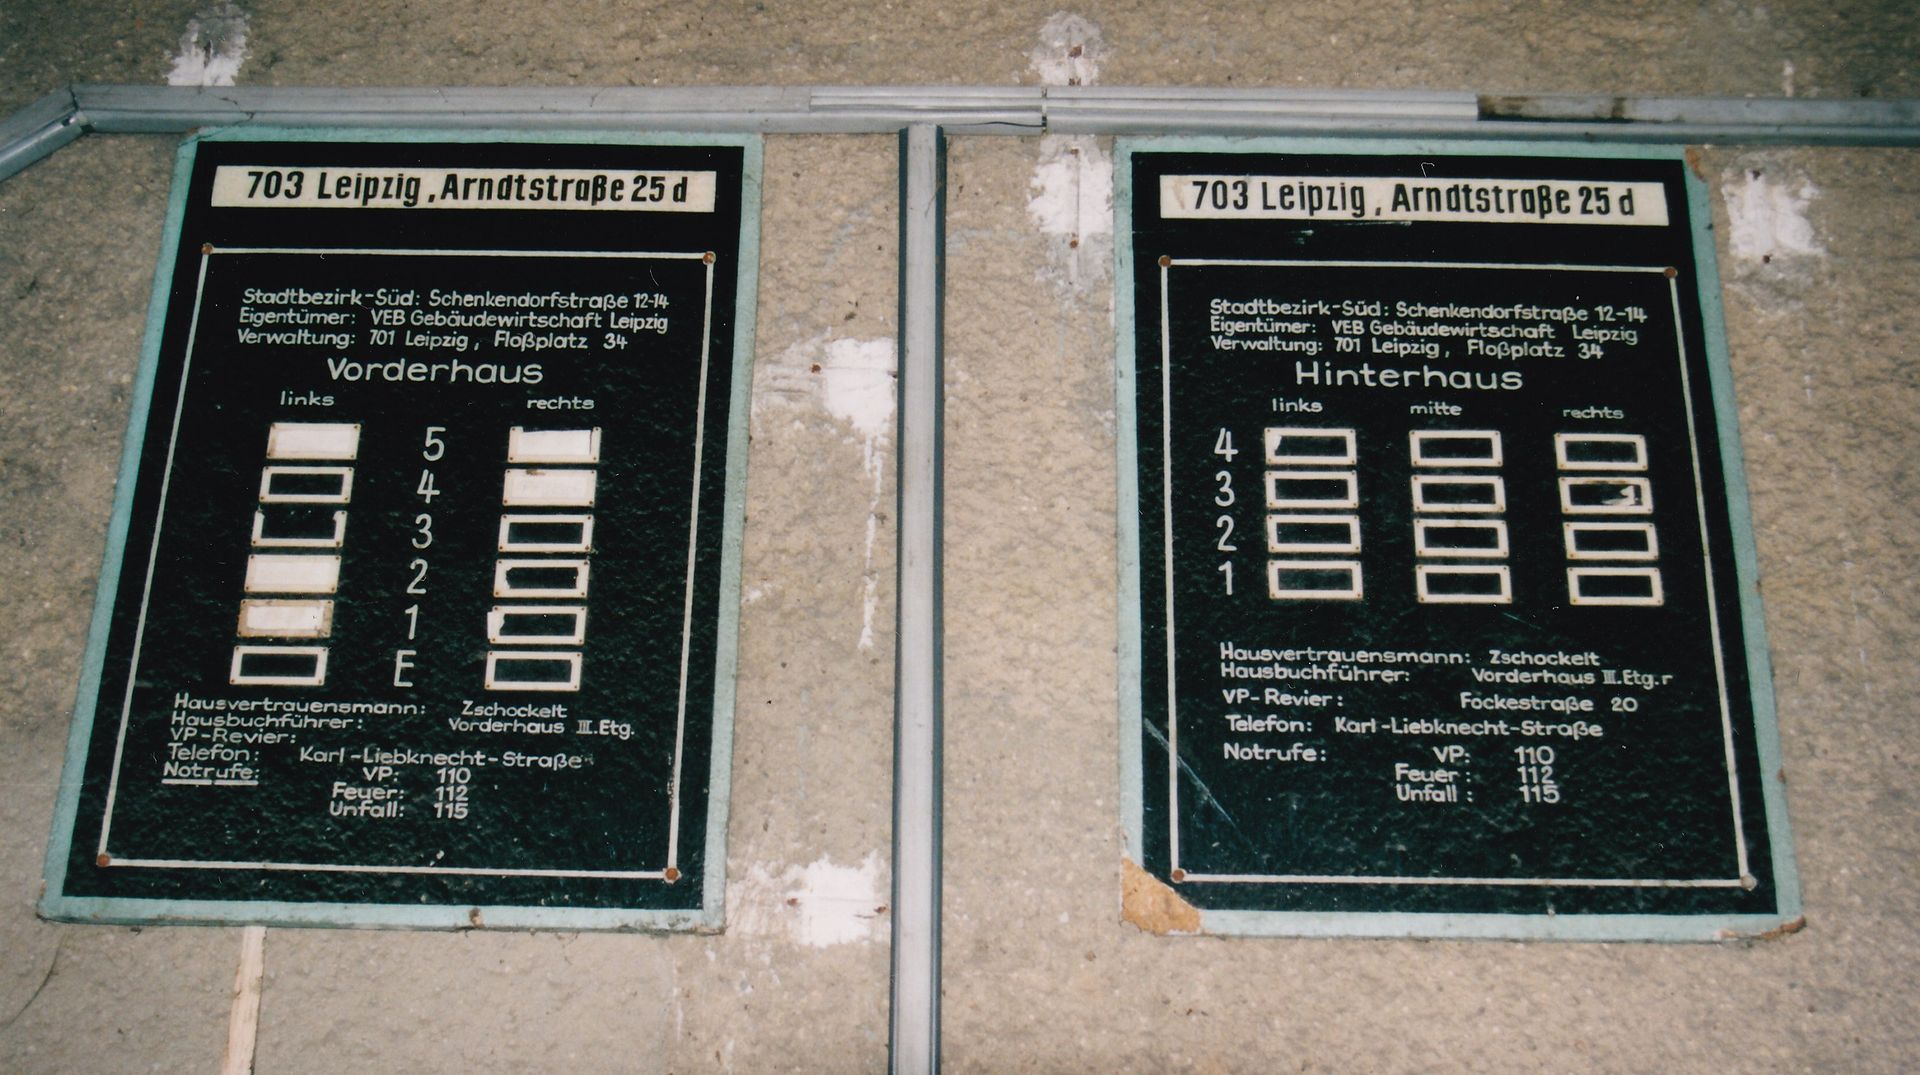 703 Leipzig, Arndtstraße 25 d
Stadtbezirk-Süd: Schenkendorfstraße 12-14
Eigentümer: VEB Gebäudewirtschaft Leipzig
Verwaltung: 701 Leipzig, Floßplatz 34
Vorderhaus
links rechts
5
4
3
2
1
E
Hausvertrauensmann: Zschockelt
Hausbuchführer: Vorderhaus III.Etg.
VP-Revier:
Telefon: Karl-Liebknecht-Straße
Notrufe: VP: 110
Feuer: 112
Unfall: 115
703 Leipzig, Arndtstraße 25 d
Stadtbezirk-Süd: Schenkendorfstraße 12-14
Eigentümer: VEB Gebäudewirtschaft Leipzig
Verwaltung: 701 Leipzig, Floßplatz 34
Hinterhaus
links mitte rechts
4
3
2
1
Hausvertrauensmann: Zschockelt
Hausbuchführer: Vorderhaus III.Etg.r
VP-Revier: Fockestraße 20
Telefon: Karl-Liebknecht-Straße
Notrufe: VP: 110
Feuer: 112
Unfall: 115